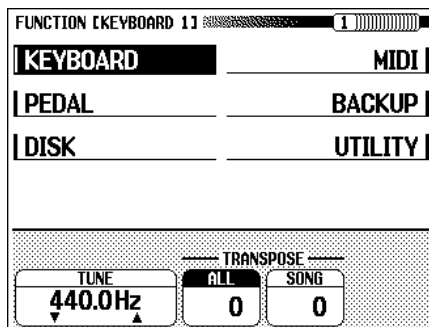 FUNCTION [KEYBOARD 1] 1
KEYBOARD MIDI
PEDAL BACKUP
DISK UTILITY
TRANSPOSE
TUNE ALL SONG
440.0Hz 0 0